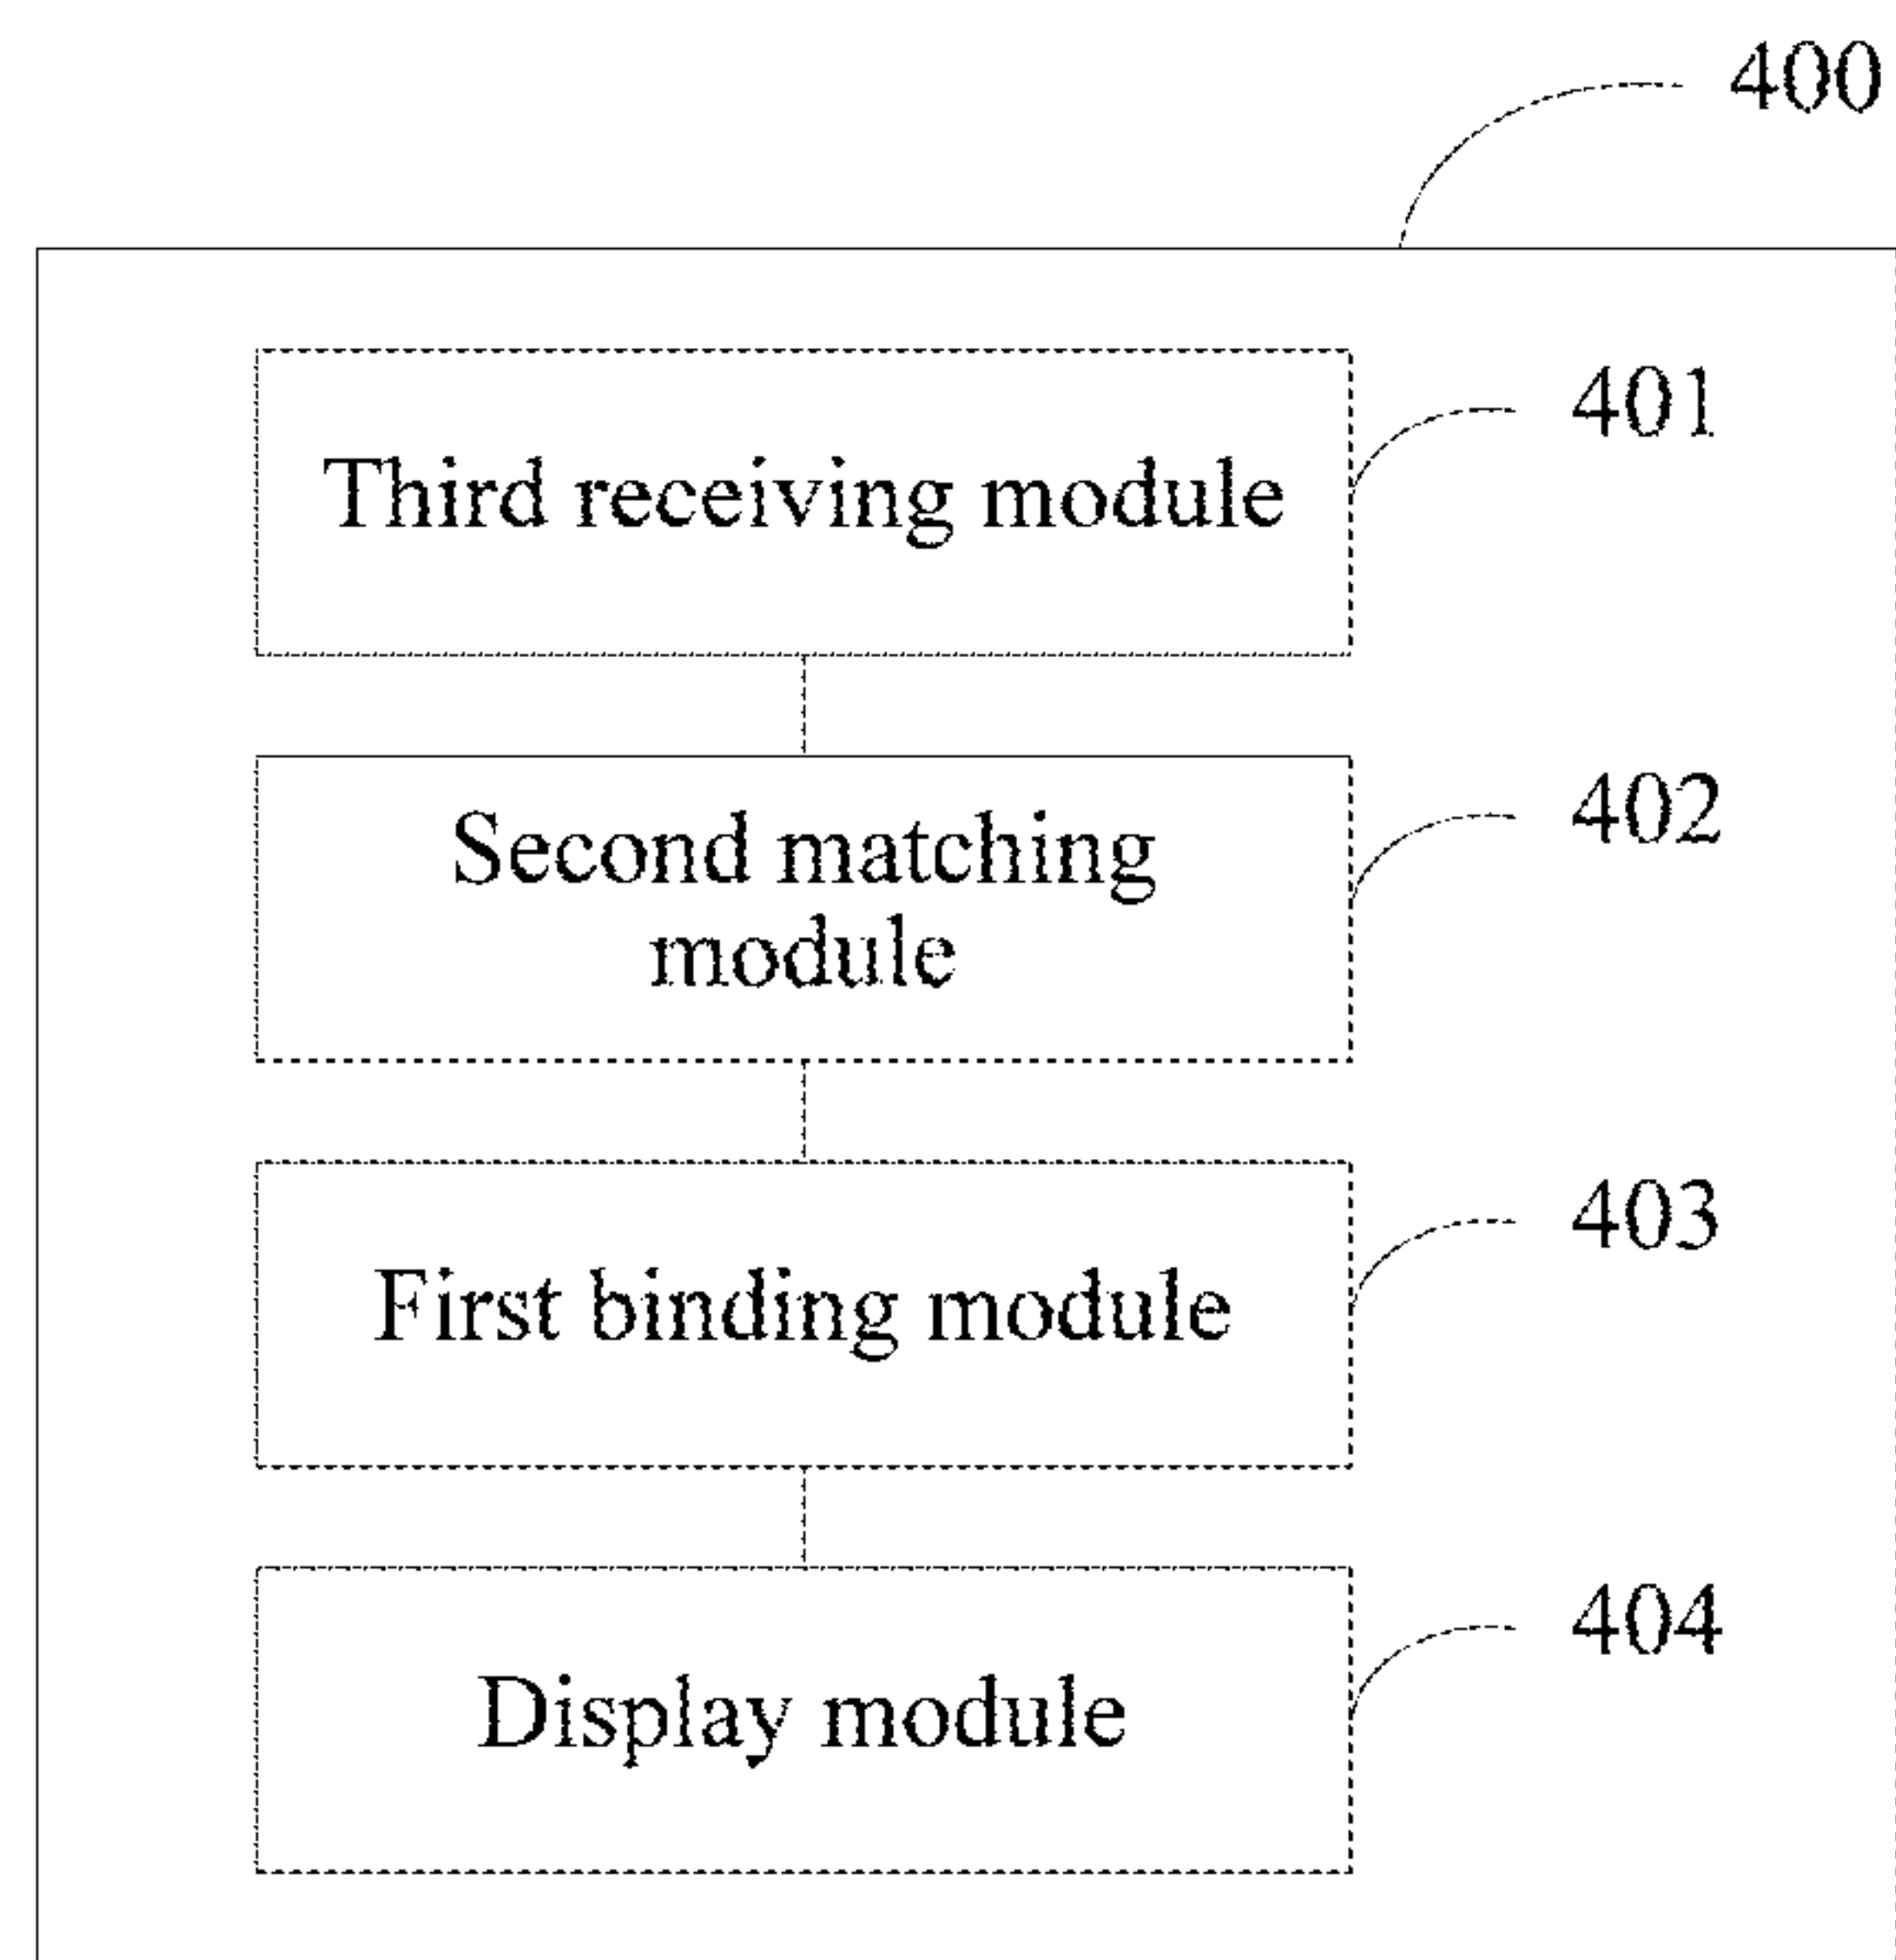 400
Third receiving module
401
Second matching
module
402
First binding module
403
Display module
404